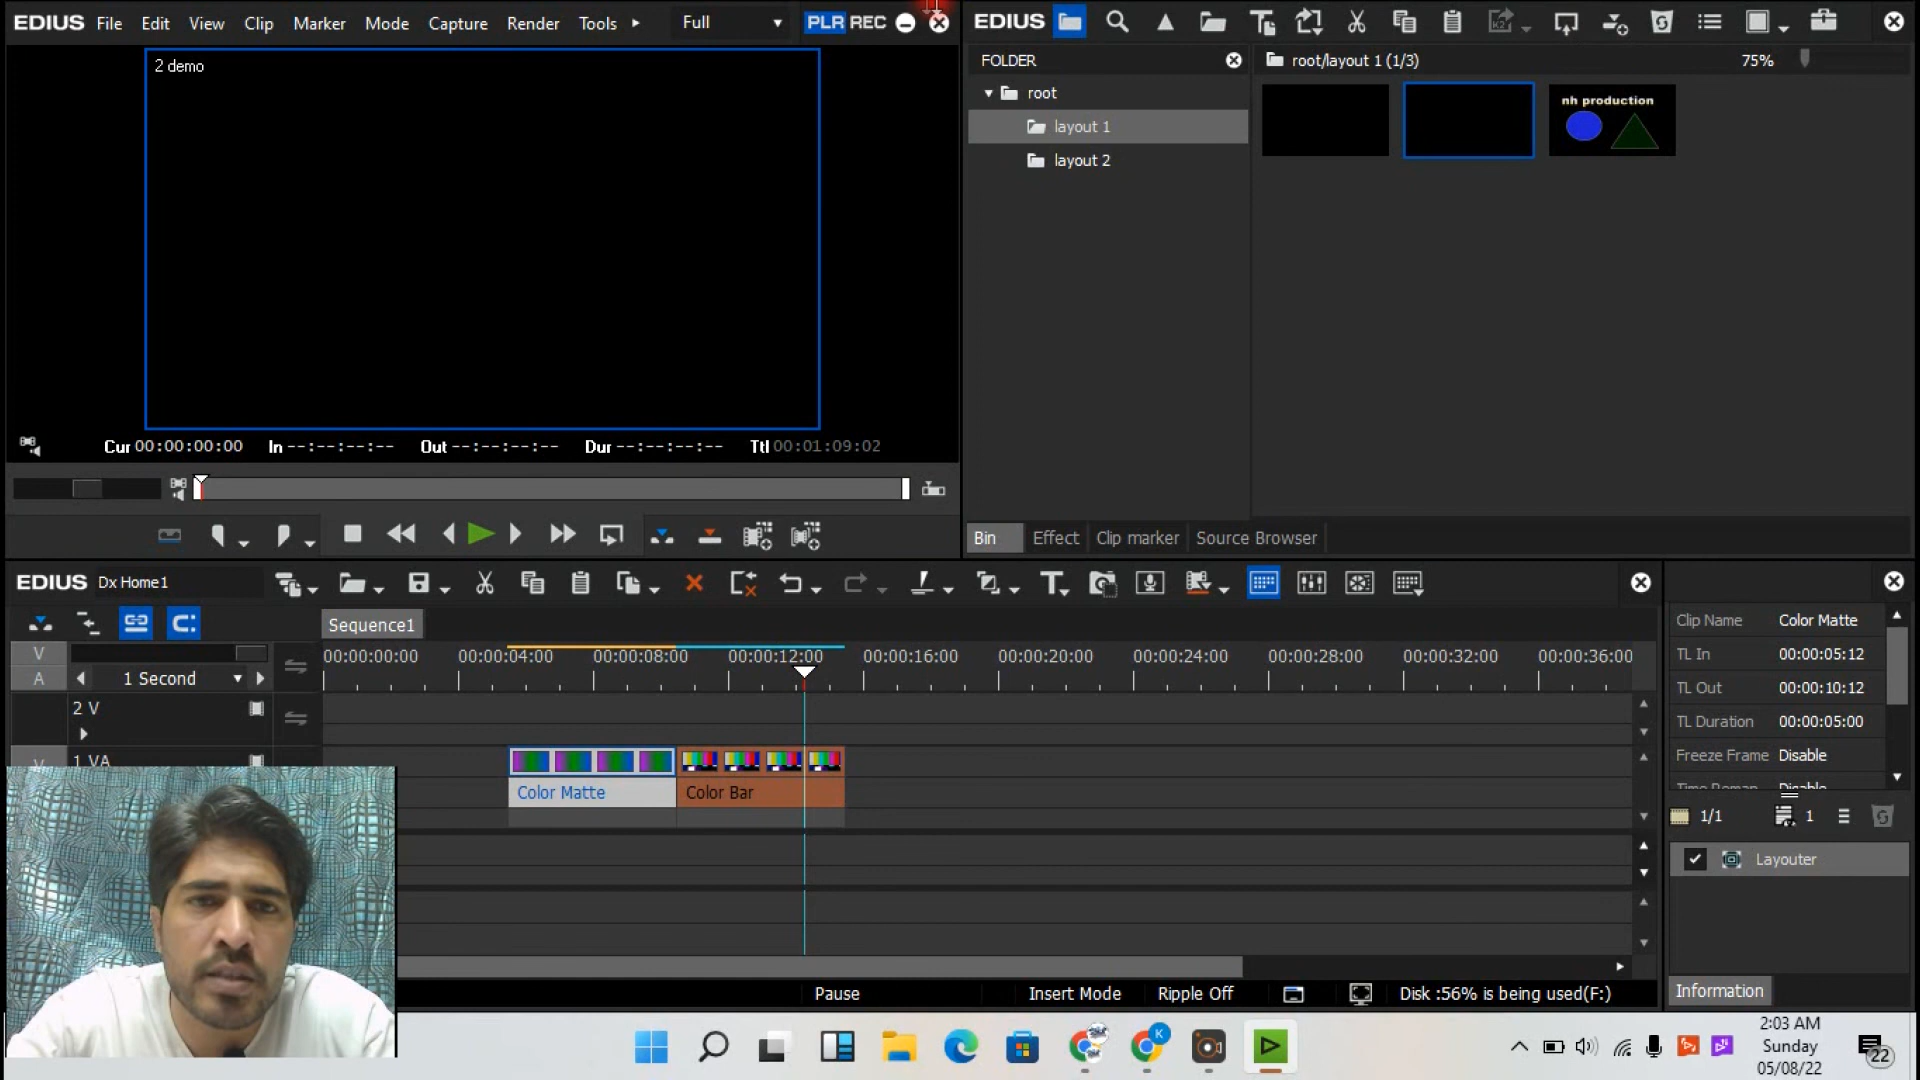 EDIUS File Edit View Clip Marker Mode Capture Render Tools Full PLR REC
2 demo
Cur 00:00:00:00 In --:--:--:-- Out --:--:--:-- Dur --:--:--:-- Ttl 00:01:09:02
EDIUS
FOLDER
root
layout 1
layout 2
root/layout 1 (1/3) 75%
nh production
Bin Effect Clip marker Source Browser
EDIUS Dx Home1
Sequence1
V
A
1 Second
00:00:00:00 00:00:04:00 00:00:08:00 00:00:12:00 00:00:16:00 00:00:20:00 00:00:24:00 00:00:28:00 00:00:32:00 00:00:36:00
2 V
1 VA
Color Matte Color Bar
Clip Name Color Matte
TL In 00:00:05:12
TL Out 00:00:10:12
TL Duration 00:00:05:00
Freeze Frame Disable
Time Remap Disable
1/1 1
Layouter
Information
Pause Insert Mode Ripple Off Disk :56% is being used(F:)
K
2:03 AM
Sunday
05/08/22
22